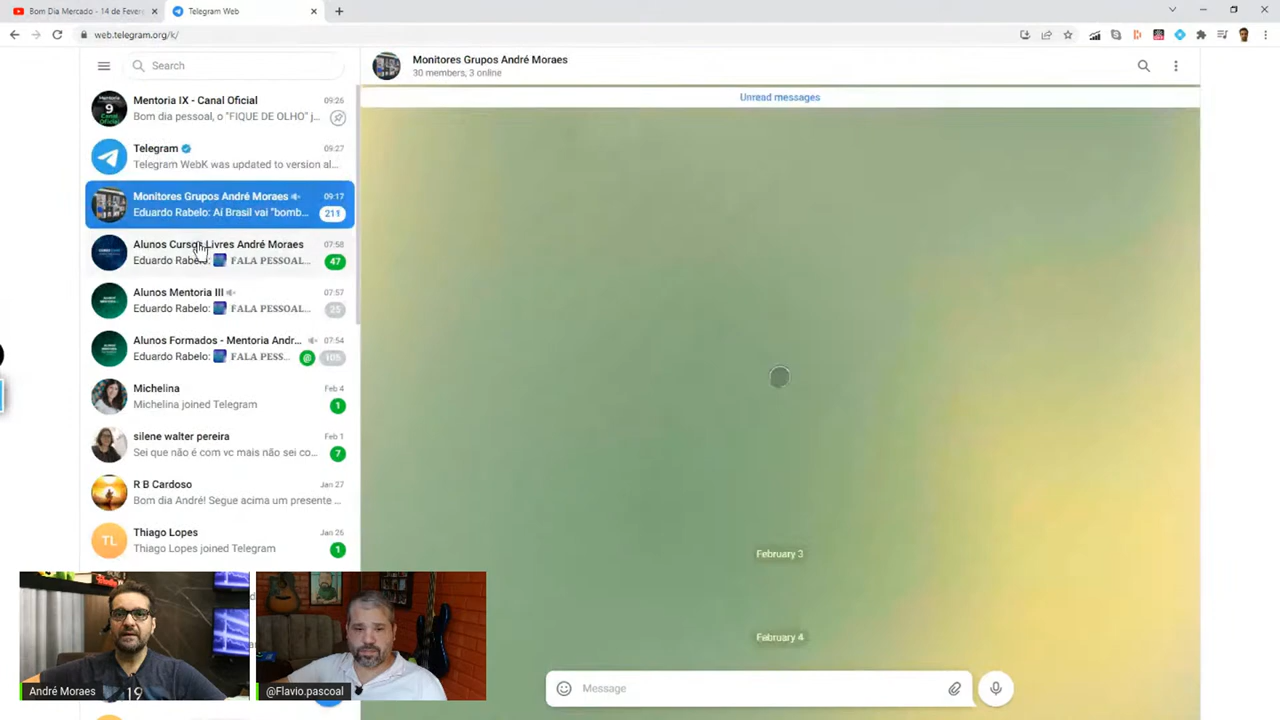 Bom Dia Mercado - 14 de Fever
Telegram Web
web.telegram.org/k/
Search
Mentoria IX - Canal Oficial 09:26
Bom dia pessoal, o "FIQUE DE OLHO" j...
Telegram 09:27
Telegram WebK was updated to version al...
Monitores Grupos André Moraes 09:17
Eduardo Rabelo: Aí Brasil vai "bomb... 211
Alunos Cursos Livres André Moraes 07:58
Eduardo Rabelo: FALA PESSOAL... 47
Alunos Mentoria III 07:57
Eduardo Rabelo: FALA PESSOAL... 25
Alunos Formados - Mentoria Andr... 07:54
Eduardo Rabelo: FALA PESS... @ 105
Michelina Feb 4
Michelina joined Telegram 1
silene walter pereira Feb 1
Sei que não é com vc mais não sei co... 7
R B Cardoso Jan 27
Bom dia André! Segue acima um presente ...
TL
Thiago Lopes Jan 26
Thiago Lopes joined Telegram 1
Monitores Grupos André Moraes
30 members, 3 online
Unread messages
February 3
February 4
Message
André Moraes
19
@Flavio.pascoal